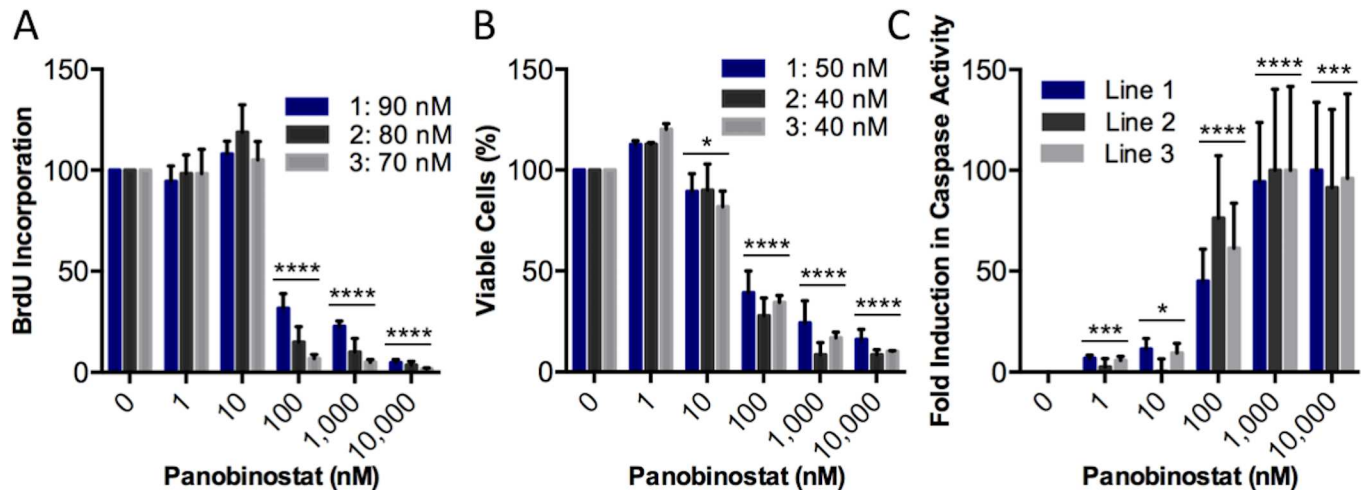 A
BrdU Incorporation
150
100
50
0
1: 90 nM
2: 80 nM
3: 70 nM
****
****
****
0
1
10
100
1,000
10,000
Panobinostat (nM)
B
Viable Cells (%)
150
100
50
0
1: 50 nM
2: 40 nM
3: 40 nM
*
****
****
****
0
1
10
100
1,000
10,000
Panobinostat (nM)
C
Fold Induction in Caspase Activity
150
100
50
0
Line 1
Line 2
Line 3
***
*
****
****
***
0
1
10
100
1,000
10,000
Panobinostat (nM)